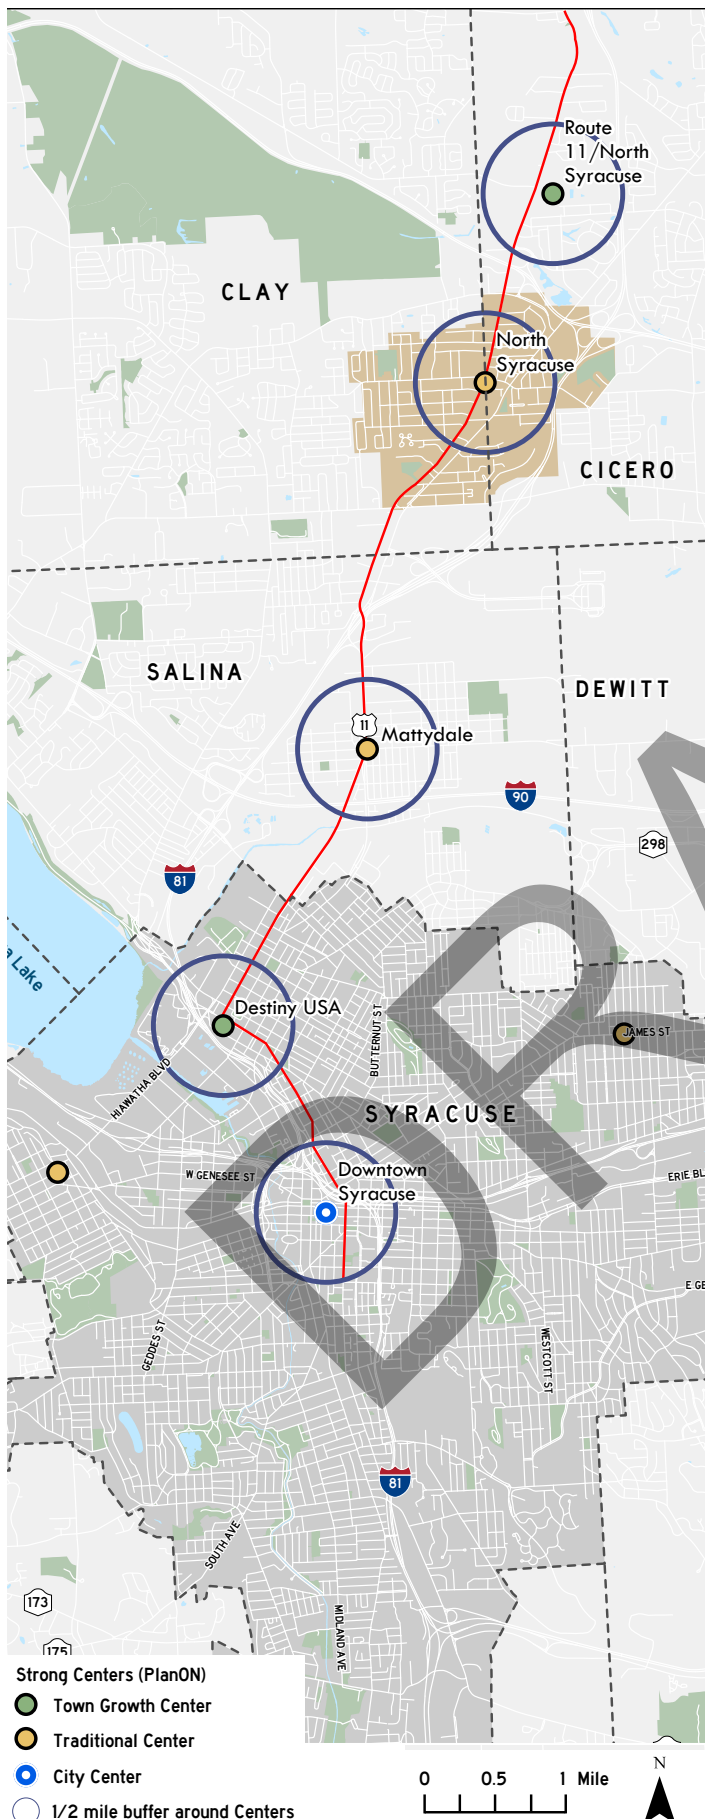 Route
11/North
Syracuse
CLAY
North
Syracuse
CICERO
SALINA
DEWITT
11
Mattydale
90
298
81
a Lake
Destiny USA
BUTTERNUT ST
JAMES ST
HIAWATHA BLVD
SYRACUSE
W GENESEE ST
Downtown
Syracuse
ERIE BL
E GE
GEDDES ST
WESTCOTT ST
81
SOUTH AVE
173
MIDLAND AVE
175
Strong Centers (PlanON)
Town Growth Center
Traditional Center
City Center
1/2 mile buffer around Centers
0 0.5 1 Mile
N
DR